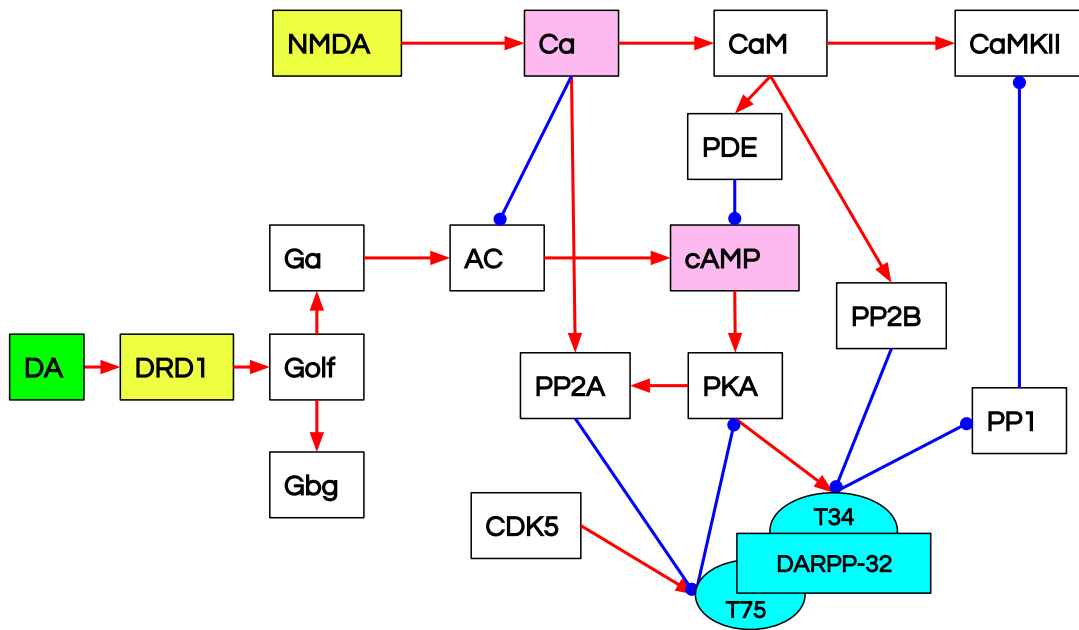 NMDA
Ca
CaM
CaMKII
PDE
Ga
AC
cAMP
PP2B
DA
DRD1
Golf
PP2A
PKA
PP1
Gbg
CDK5
T34
DARPP-32
T75